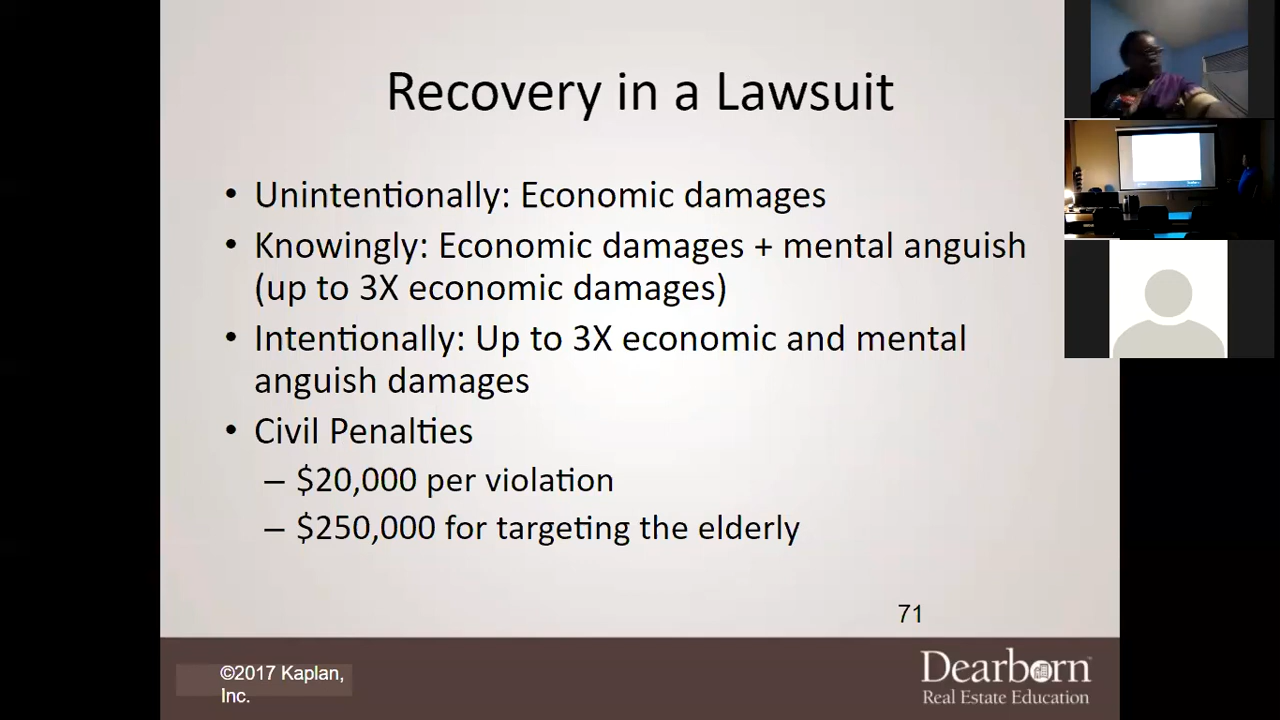 Recovery in a Lawsuit
• Unintentionally: Economic damages
• Knowingly: Economic damages + mental anguish
(up to 3X economic damages)
• Intentionally: Up to 3X economic and mental
anguish damages
• Civil Penalties
– $20,000 per violation
– $250,000 for targeting the elderly
71
©2017 Kaplan,
Inc.
Dearborn
Real Estate Education